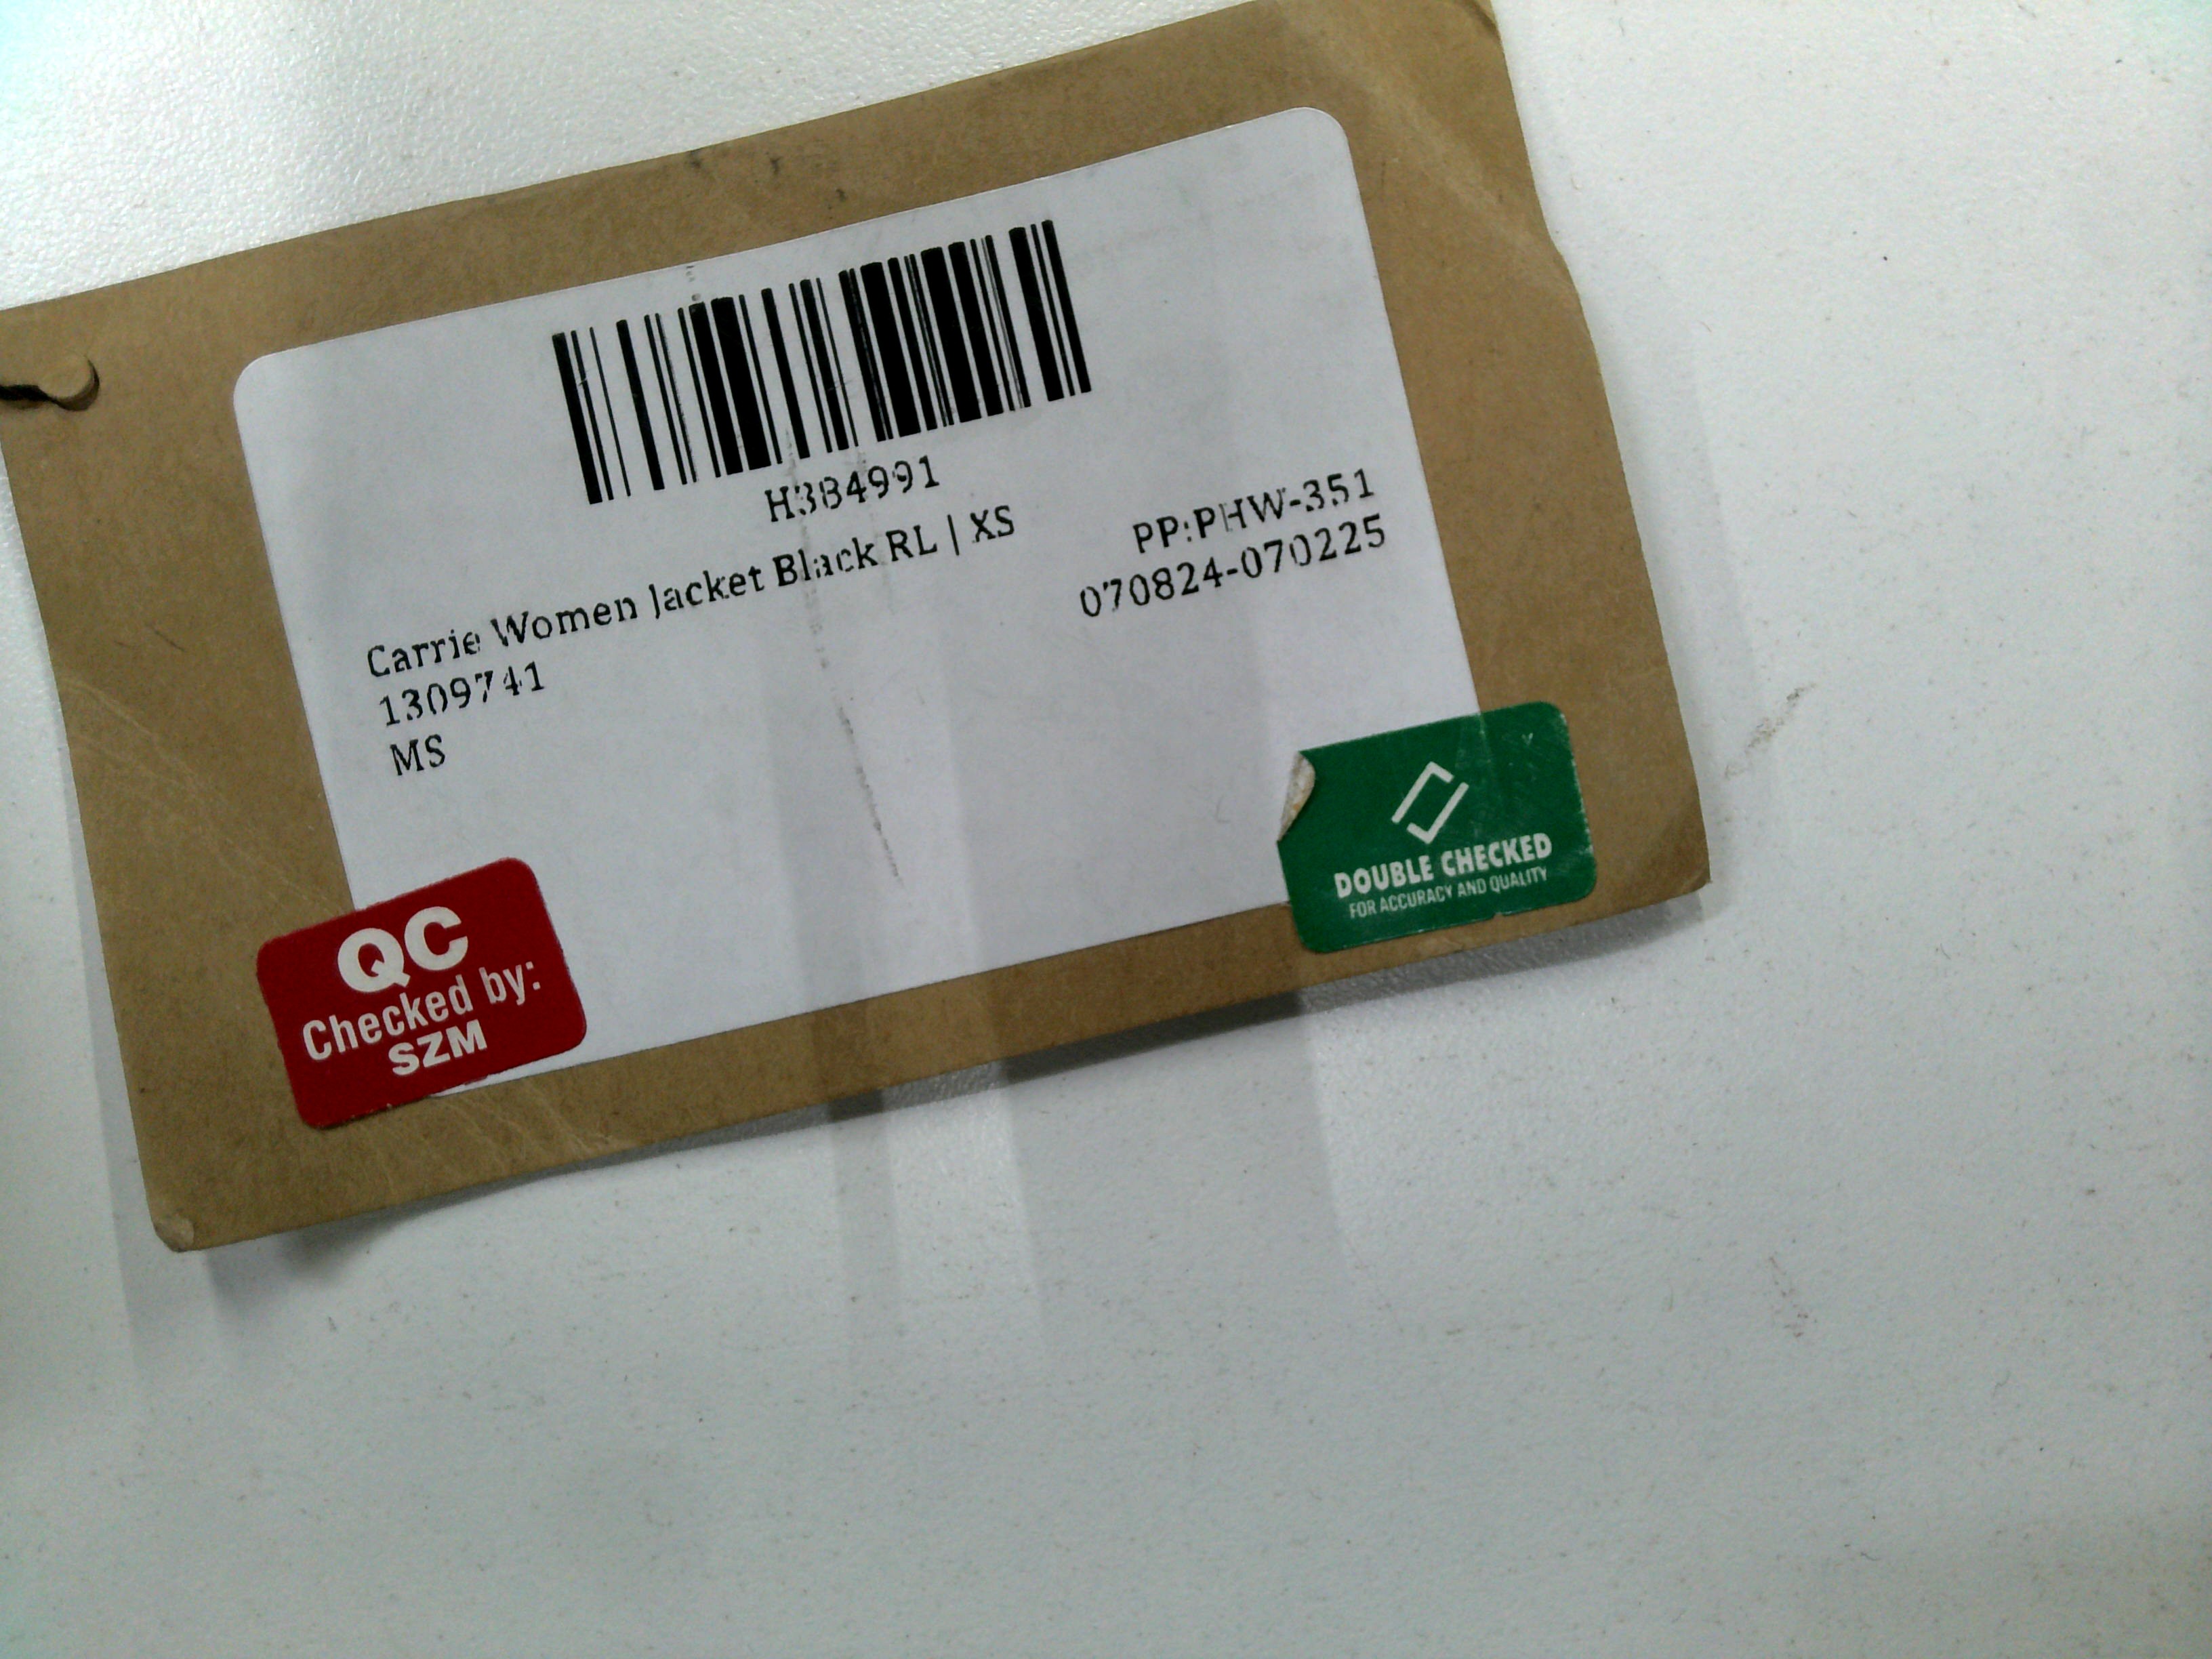 H384991
Carrie Women Jacket Black RL | XS
PP:PHW-351
1309741
070824-070225
MS
QC
Checked by:
SZM
DOUBLE CHECKED
FOR ACCURACY AND QUALITY